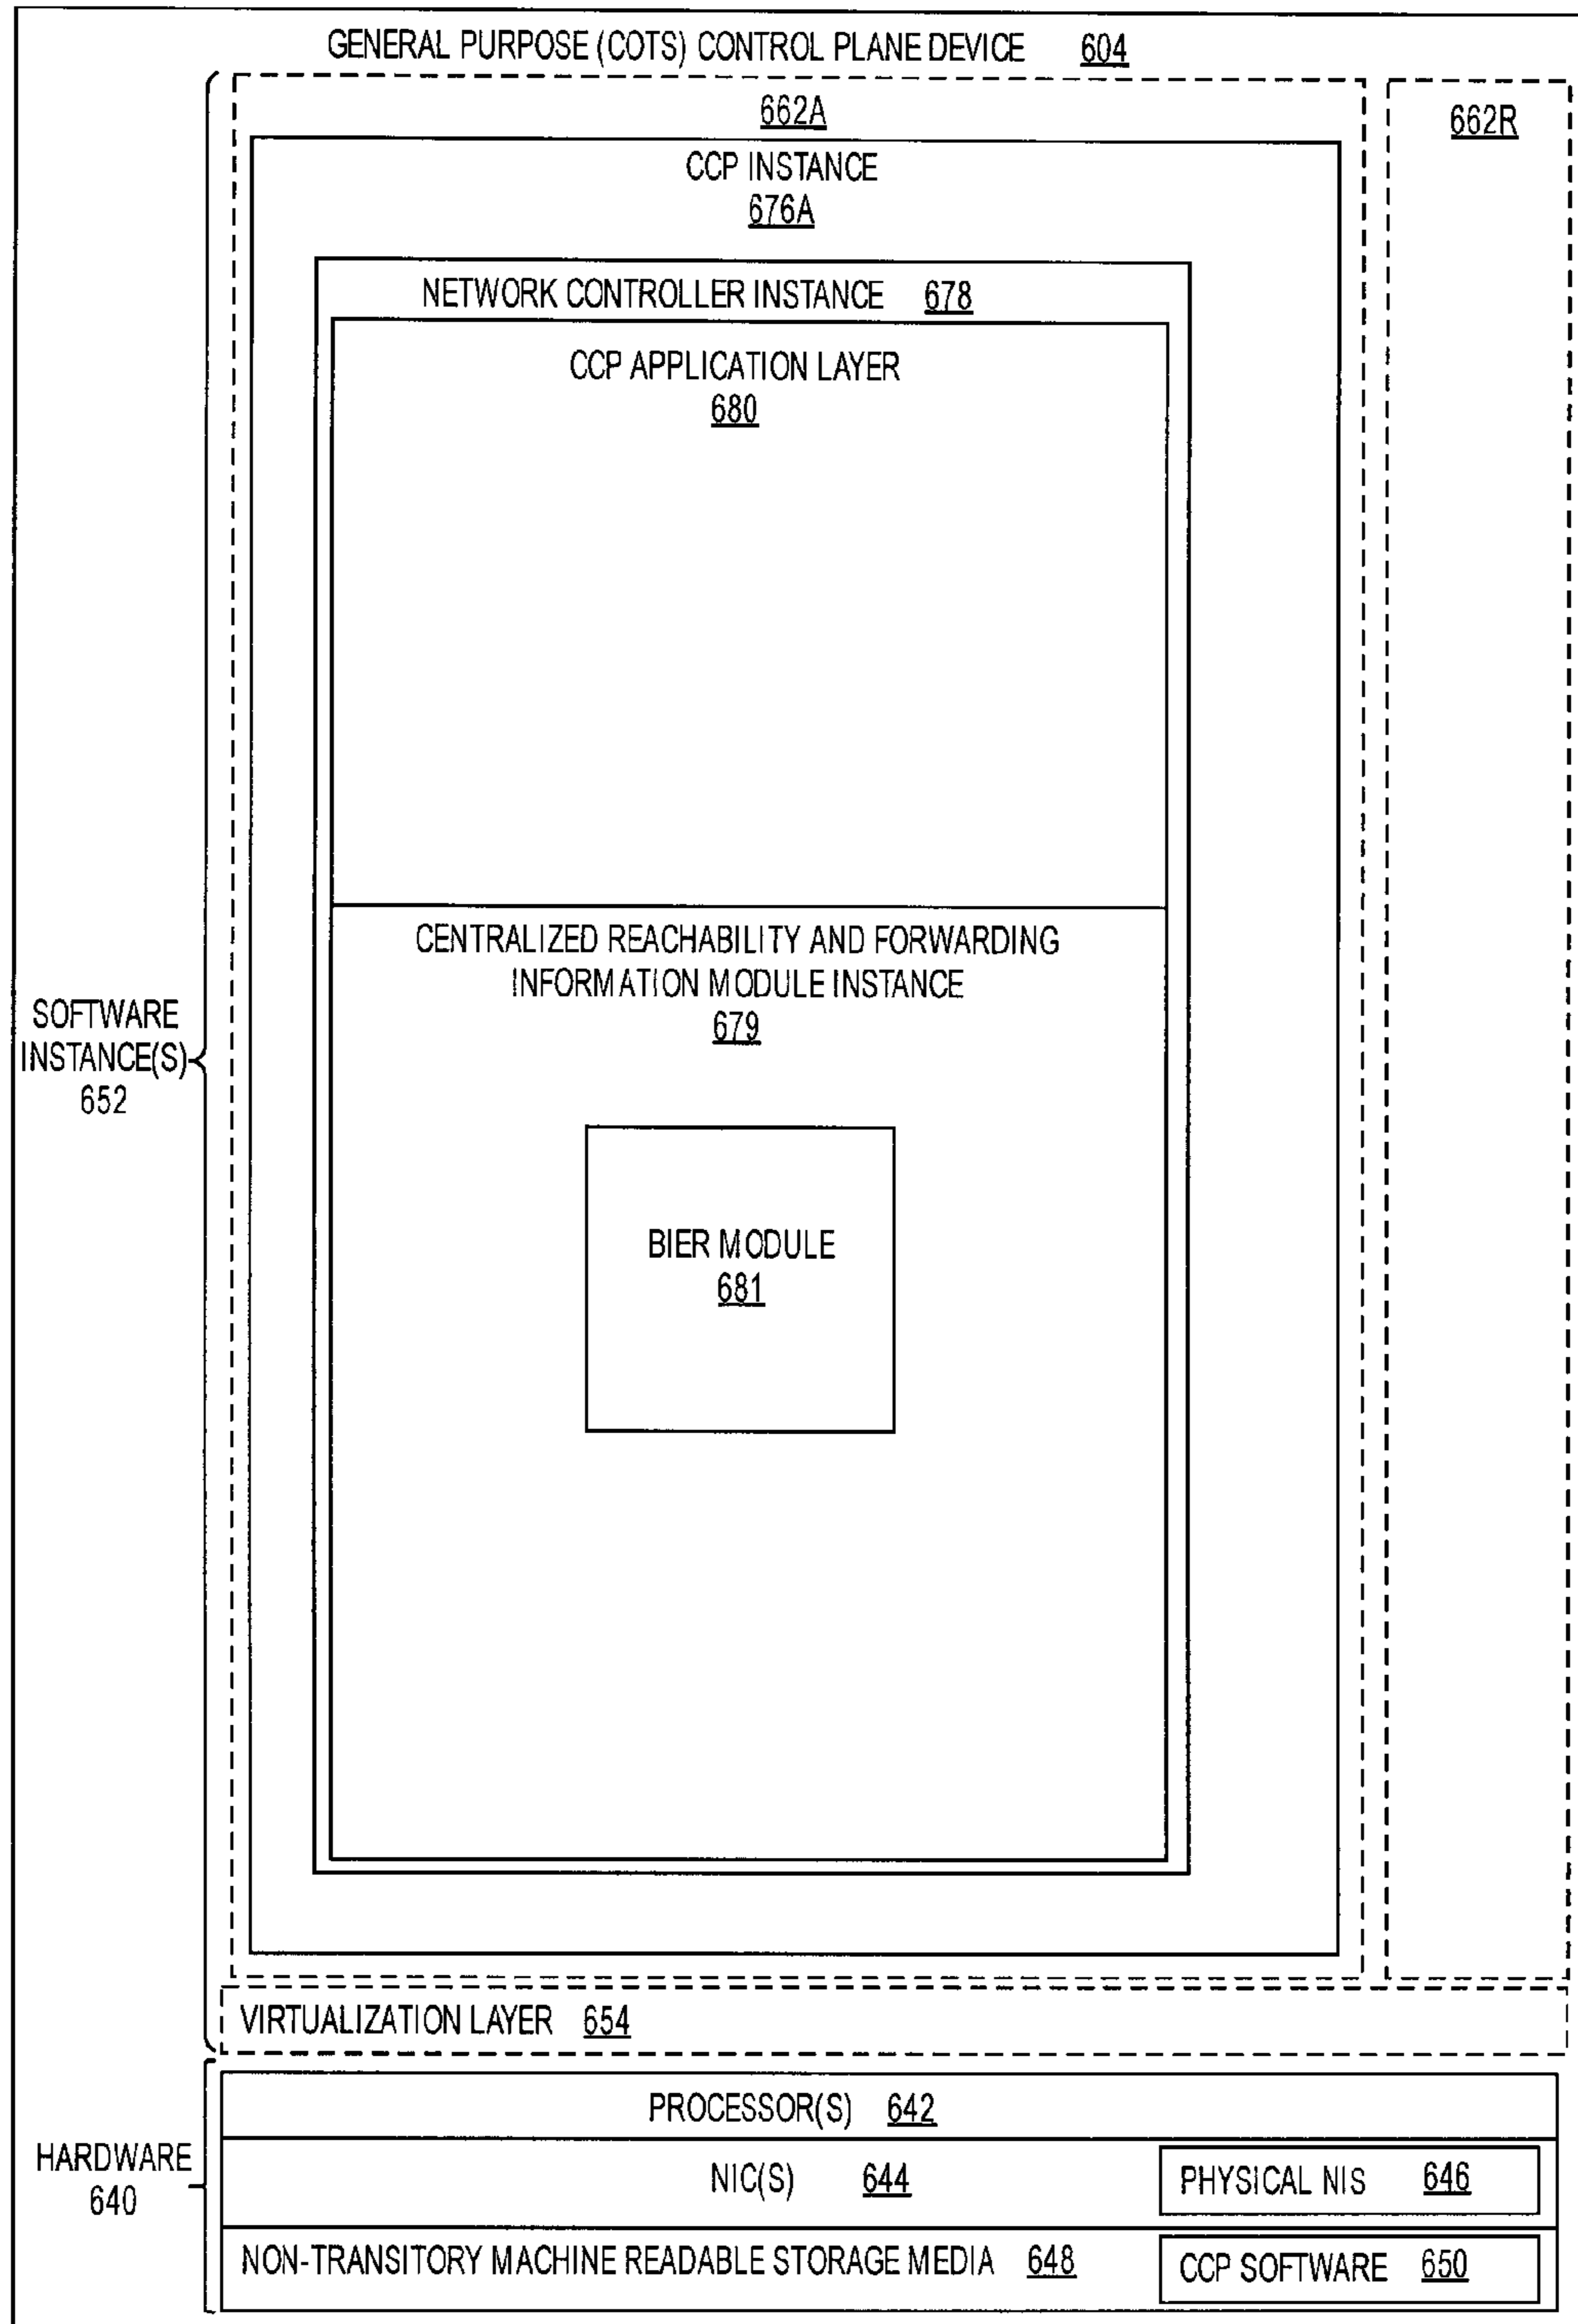 GENERAL PURPOSE (COTS) CONTROL PLANE DEVICE 604
662A
662R
CCP INSTANCE
676A
NETWORK CONTROLLER INSTANCE 678
CCP APPLICATION LAYER
680
CENTRALIZED REACHABILITY AND FORWARDING
INFORMATION MODULE INSTANCE
679
SOFTWARE
INSTANCE(S)
652
BIER MODULE
681
VIRTUALIZATION LAYER 654
PROCESSOR(S) 642
HARDWARE
640
NIC(S) 644
PHYSICAL NIS 646
NON-TRANSITORY MACHINE READABLE STORAGE MEDIA 648
CCP SOFTWARE 650